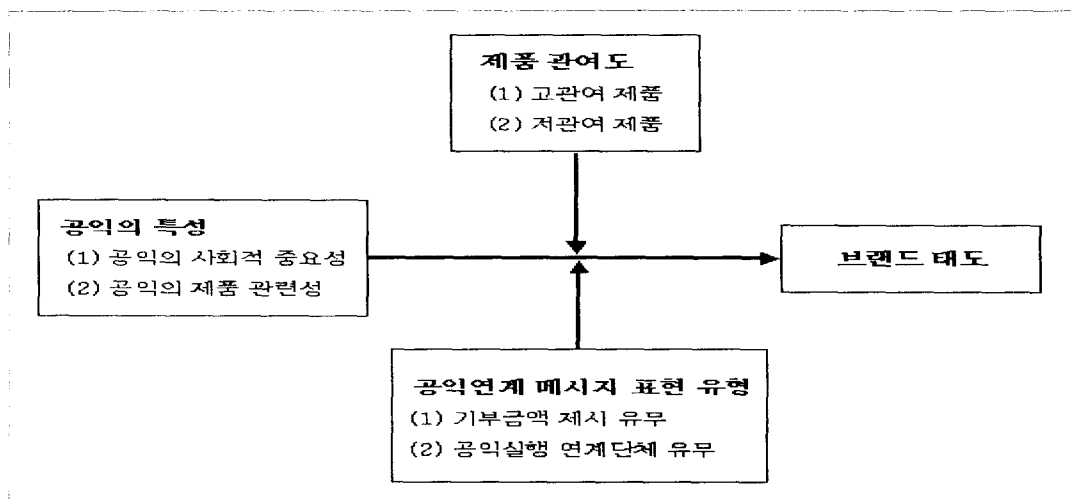 제품 관여도
(1) 고관여 제품
(2) 저관여 제품
공익의 특성
(1) 공익의 사회적 중요성
(2) 공익의 제품 관련성
브랜드 태도
공익연계 메시지 표현 유형
(1) 기부금액 제시 유무
(2) 공익실행 연계단체 유무